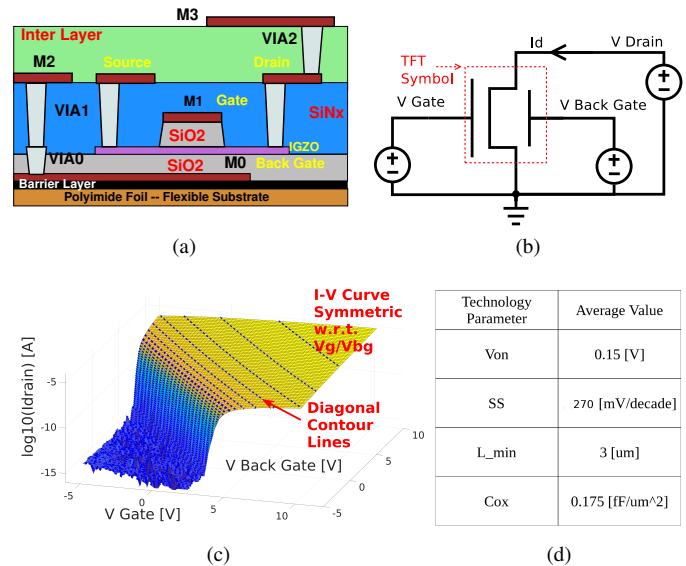 M3
Inter Layer
VIA2
M2
Source
Drain
M1
Gate
VIA1
SiNx
SiO2
IGZO
VIA0
SiO2
M0
Back Gate
Barrier Layer
Polyimide Foil -- Flexible Substrate
(a)
Id
V Drain
TFT
Symbol
V Gate
V Back Gate
(b)
I-V Curve
Symmetric
w.r.t.
Vg/Vbg
log10(Idrain) [A]
-5
-10
-15
Diagonal
Contour
Lines
V Back Gate [V]
10
5
0
-5
-5
0
5
10
V Gate [V]
(c)
Technology
Parameter
Average Value
Von
0.15 [V]
SS
270 [mV/decade]
L_min
3 [um]
Cox
0.175 [fF/um^2]
(d)